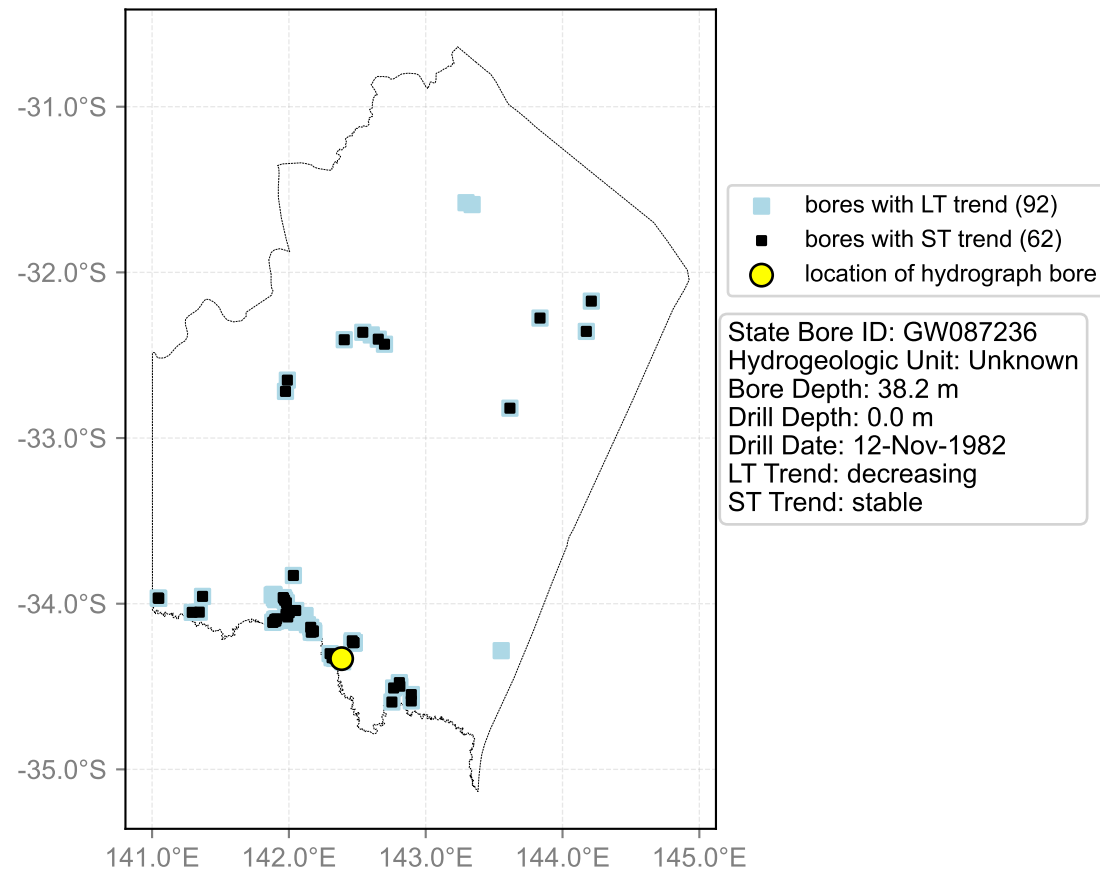 -31.0°S
-32.0°S
-33.0°S
-34.0°S
-35.0°S
141.0°E 142.0°E 143.0°E 144.0°E 145.0°E
bores with LT trend (92)
bores with ST trend (62)
location of hydrograph bore
State Bore ID: GW087236
Hydrogeologic Unit: Unknown
Bore Depth: 38.2 m
Drill Depth: 0.0 m
Drill Date: 12-Nov-1982
LT Trend: decreasing
ST Trend: stable